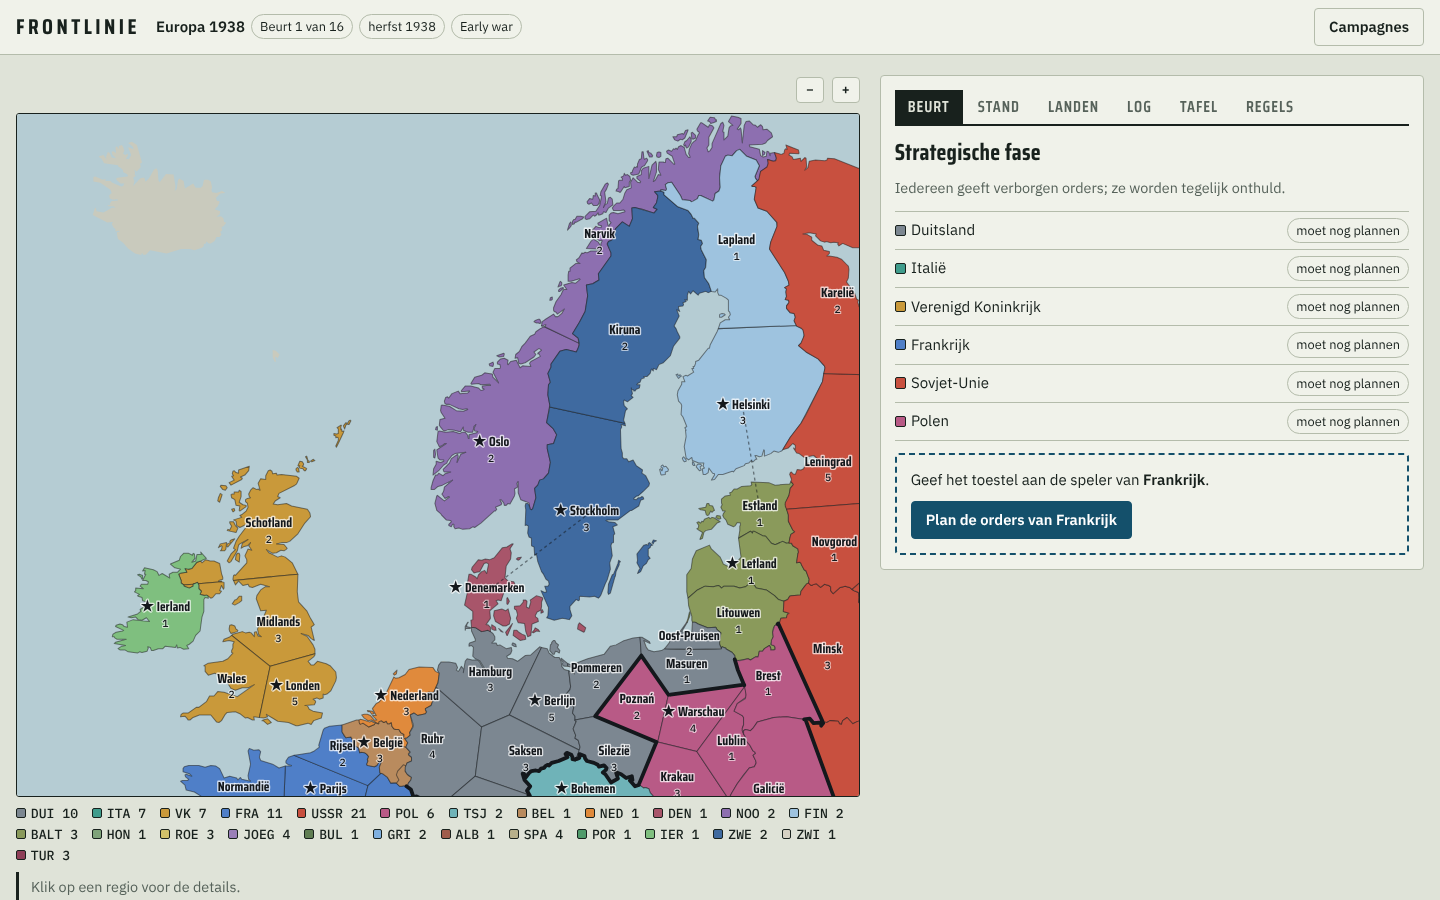 FRONTLINIE Europa 1938 Beurt 1 van 16 herfst 1938 Early war Campagnes
− +
BEURT STAND LANDEN LOG TAFEL REGELS
Strategische fase
Iedereen geeft verborgen orders; ze worden tegelijk onthuld.
Duitsland moet nog plannen
Italië moet nog plannen
Verenigd Koninkrijk moet nog plannen
Frankrijk moet nog plannen
Sovjet-Unie moet nog plannen
Polen moet nog plannen
Geef het toestel aan de speler van Frankrijk.
Plan de orders van Frankrijk
Narvik
2
Lapland
1
Karelië
2
Kiruna
2
★ Helsinki
3
★ Oslo
2
Leningrad
5
Estland
1
★ Stockholm
3
Schotland
2
Novgorod
1
★ Letland
1
★ Denemarken
1
★ Ierland
1
Litouwen
1
Midlands
3
Oost-Pruisen
2
Minsk
3
Masuren
1
Pommeren
2
Hamburg
3
Brest
1
Wales
2
★ Londen
5
★ Nederland
3
★ Berlijn
5
Poznań
2
★ Warschau
4
Ruhr
4
Rijsel
2
★ België
3
Lublin
1
Saksen
3
Silezië
3
Krakau
3
Normandië
★ Parijs
★ Bohemen
Galicië
DUI 10 ITA 7 VK 7 FRA 11 USSR 21 POL 6 TSJ 2 BEL 1 NED 1 DEN 1 NOO 2 FIN 2
BALT 3 HON 1 ROE 3 JOEG 4 BUL 1 GRI 2 ALB 1 SPA 4 POR 1 IER 1 ZWE 2 ZWI 1
TUR 3
Klik op een regio voor de details.